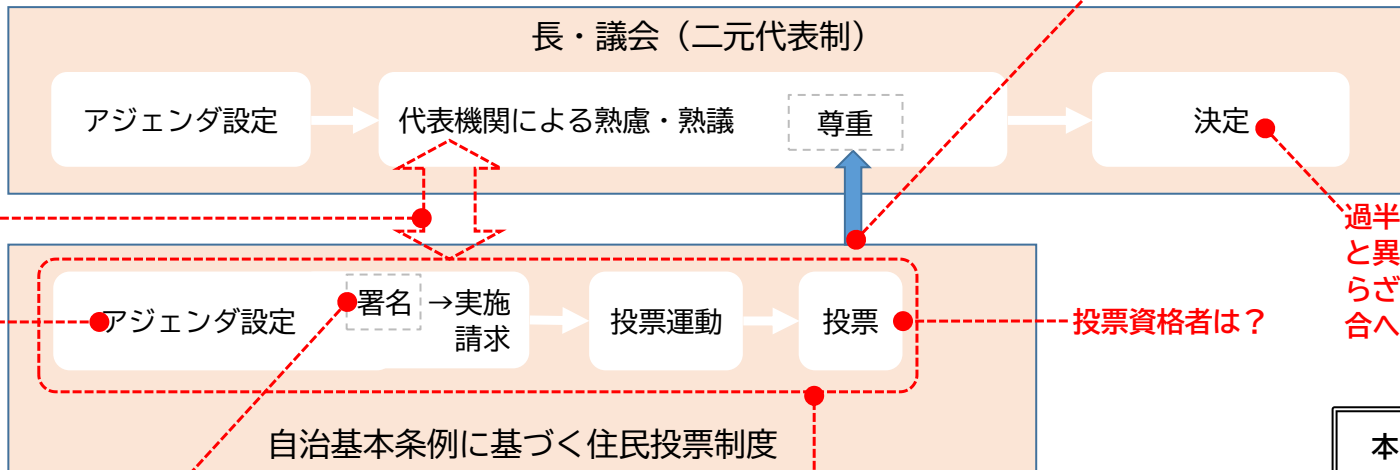 長・議会（二元代表制）
アジェンダ設定
代表機関による熟慮・熟議
尊重
決定
過半
と異
らざ
合へ
アジェンダ設定
署名
→実施
請求
投票運動
投票
投票資格者は？
自治基本条例に基づく住民投票制度
本